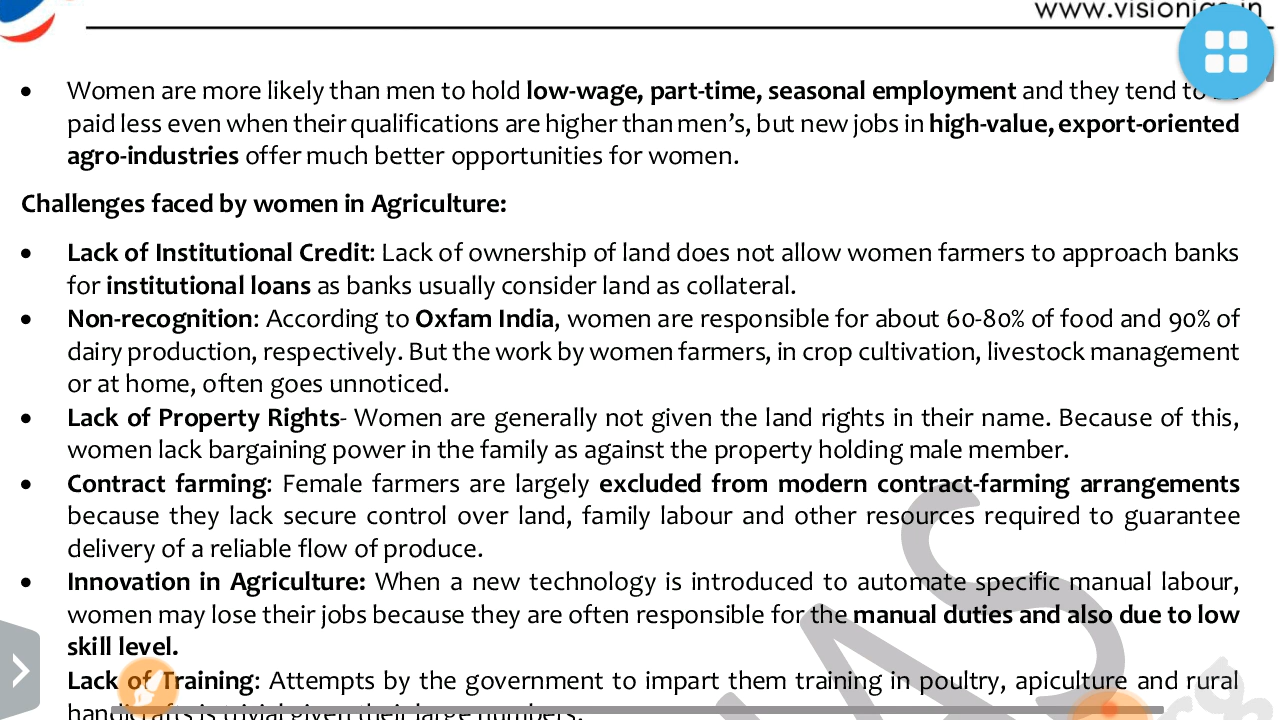 www.visionias.in
• Women are more likely than men to hold low-wage, part-time, seasonal employment and they tend to be
paid less even when their qualifications are higher than men’s, but new jobs in high-value, export-oriented
agro-industries offer much better opportunities for women.
Challenges faced by women in Agriculture:
• Lack of Institutional Credit: Lack of ownership of land does not allow women farmers to approach banks
for institutional loans as banks usually consider land as collateral.
• Non-recognition: According to Oxfam India, women are responsible for about 60-80% of food and 90% of
dairy production, respectively. But the work by women farmers, in crop cultivation, livestock management
or at home, often goes unnoticed.
• Lack of Property Rights- Women are generally not given the land rights in their name. Because of this,
women lack bargaining power in the family as against the property holding male member.
• Contract farming: Female farmers are largely excluded from modern contract-farming arrangements
because they lack secure control over land, family labour and other resources required to guarantee
delivery of a reliable flow of produce.
• Innovation in Agriculture: When a new technology is introduced to automate specific manual labour,
women may lose their jobs because they are often responsible for the manual duties and also due to low
skill level.
Lack of Training: Attempts by the government to impart them training in poultry, apiculture and rural
handicrafts is trivial given their large numbers.